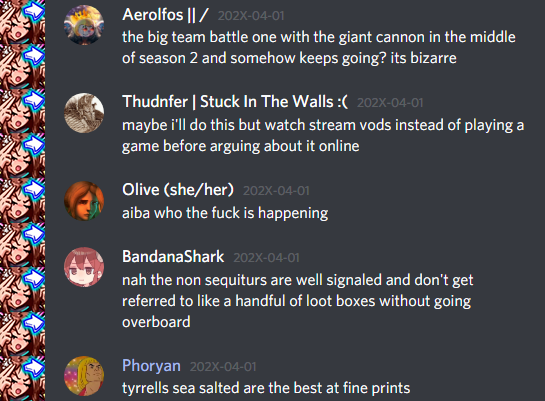 Aerolfos || / 202X-04-01
the big team battle one with the giant cannon in the middle
of season 2 and somehow keeps going? its bizarre
Thudnfer | Stuck In The Walls :( 202X-04-01
maybe i'll do this but watch stream vods instead of playing a
game before arguing about it online
Olive (she/her) 202X-04-01
aiba who the fuck is happening
BandanaShark 202X-04-01
nah the non sequiturs are well signaled and don't get
referred to like a handful of loot boxes without going
overboard
Phoryan 202X-04-01
tyrrells sea salted are the best at fine prints